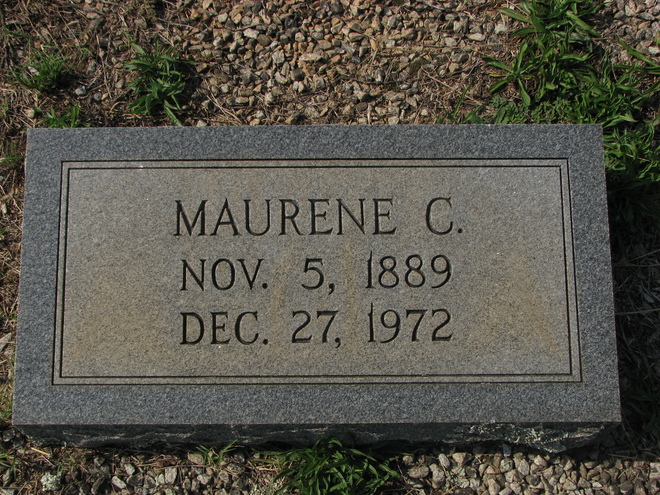 MAURENE C.
NOV. 5, 1889
DEC. 27, 1972